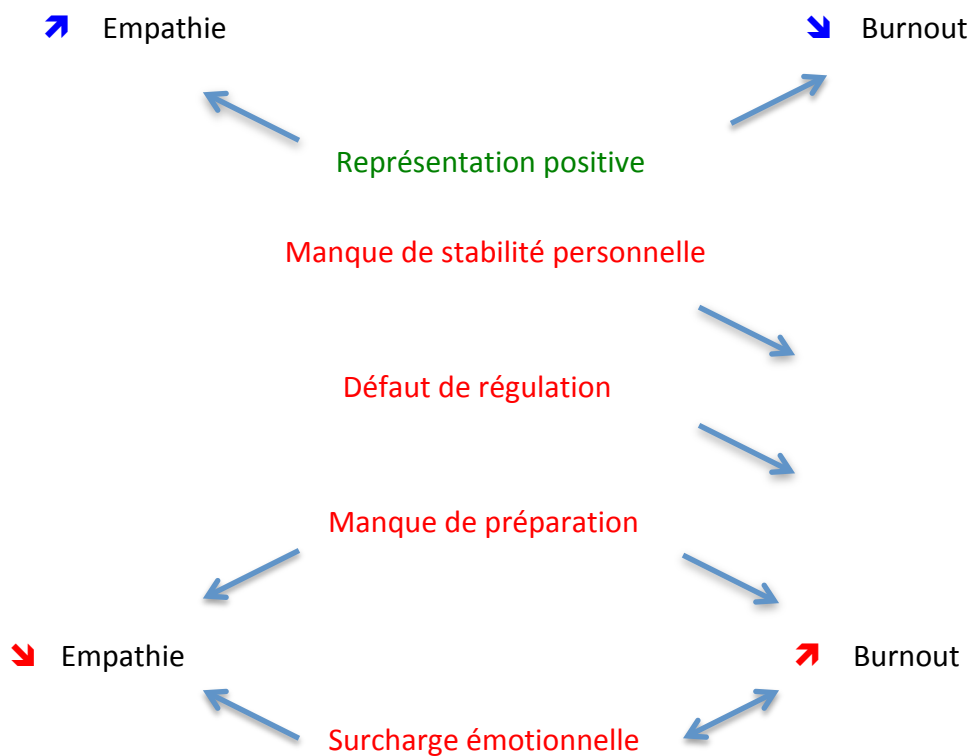 Empathie
Burnout
Représentation positive
Manque de stabilité personnelle
Défaut de régulation
Manque de préparation
Empathie
Burnout
Surcharge émotionnelle